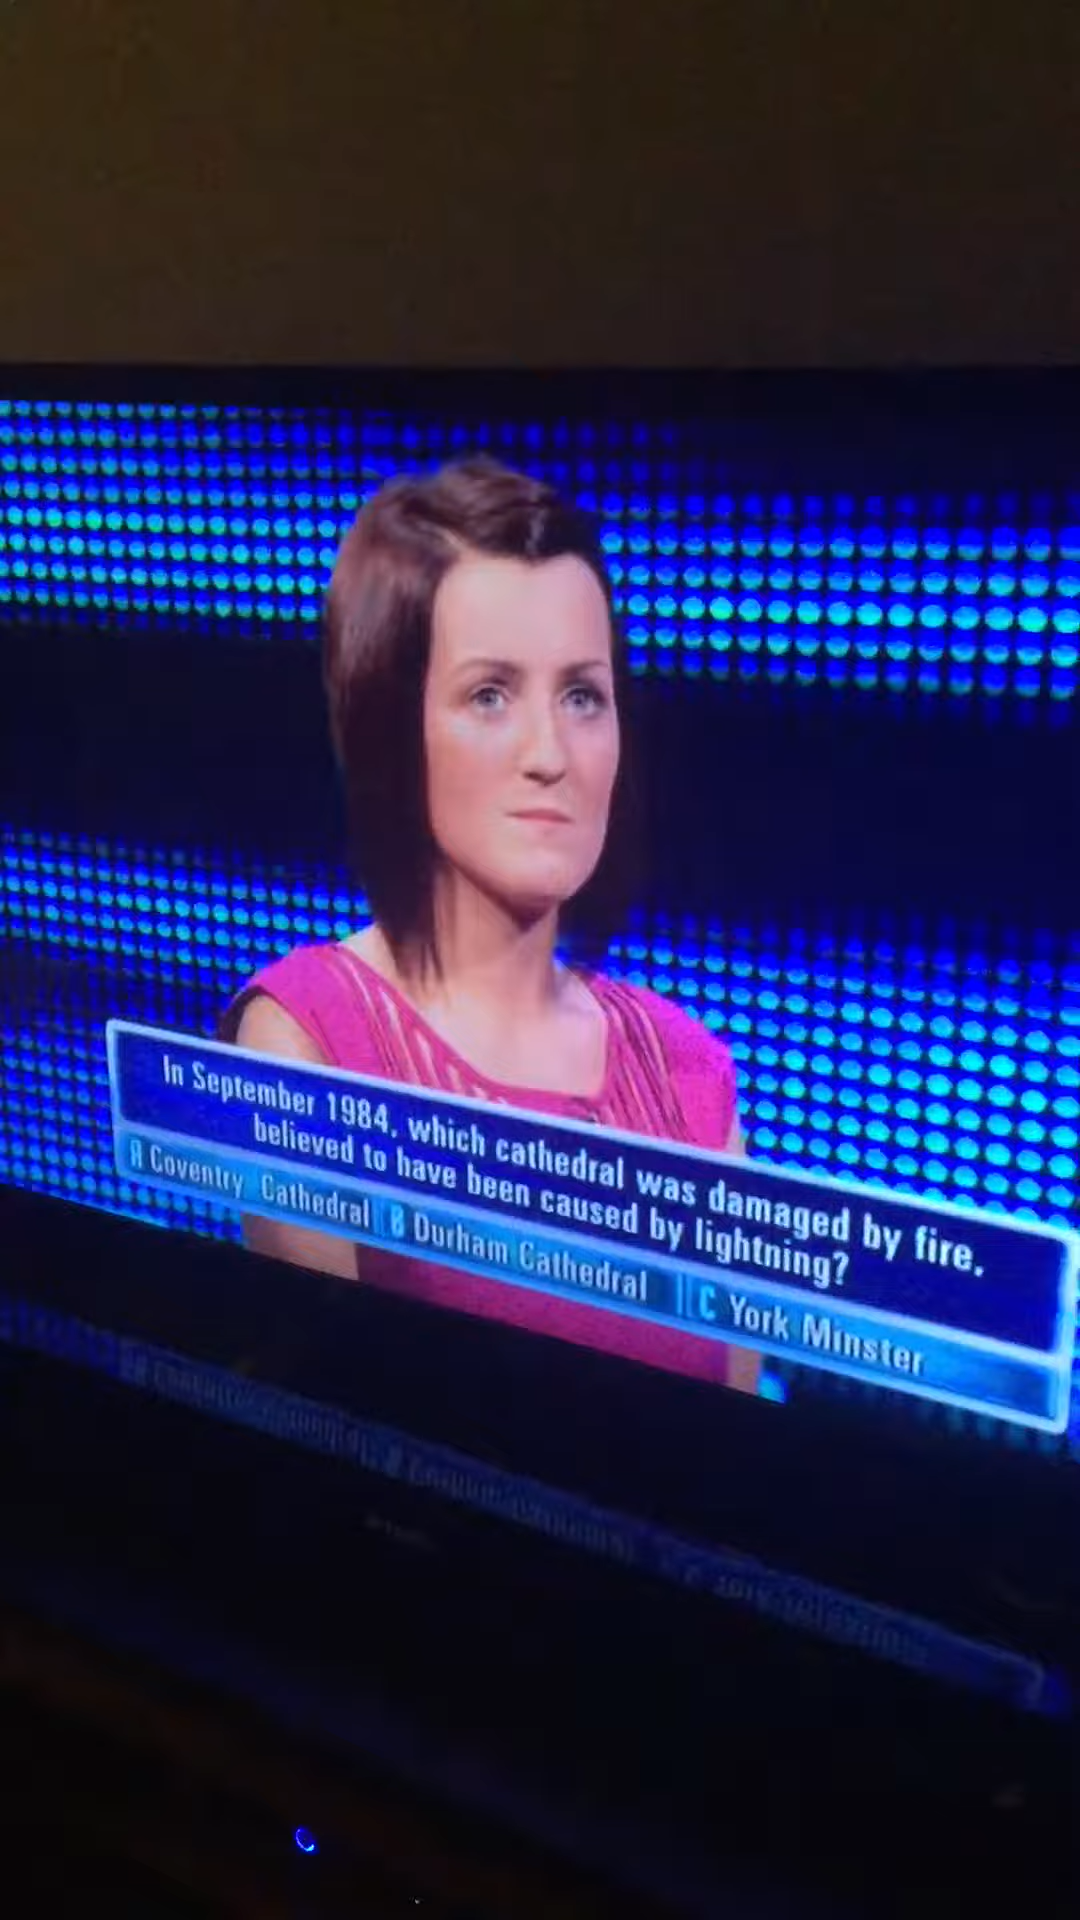 In September 1984, which cathedral was damaged by fire,
believed to have been caused by lightning?
A Coventry Cathedral B Durham Cathedral C York Minster